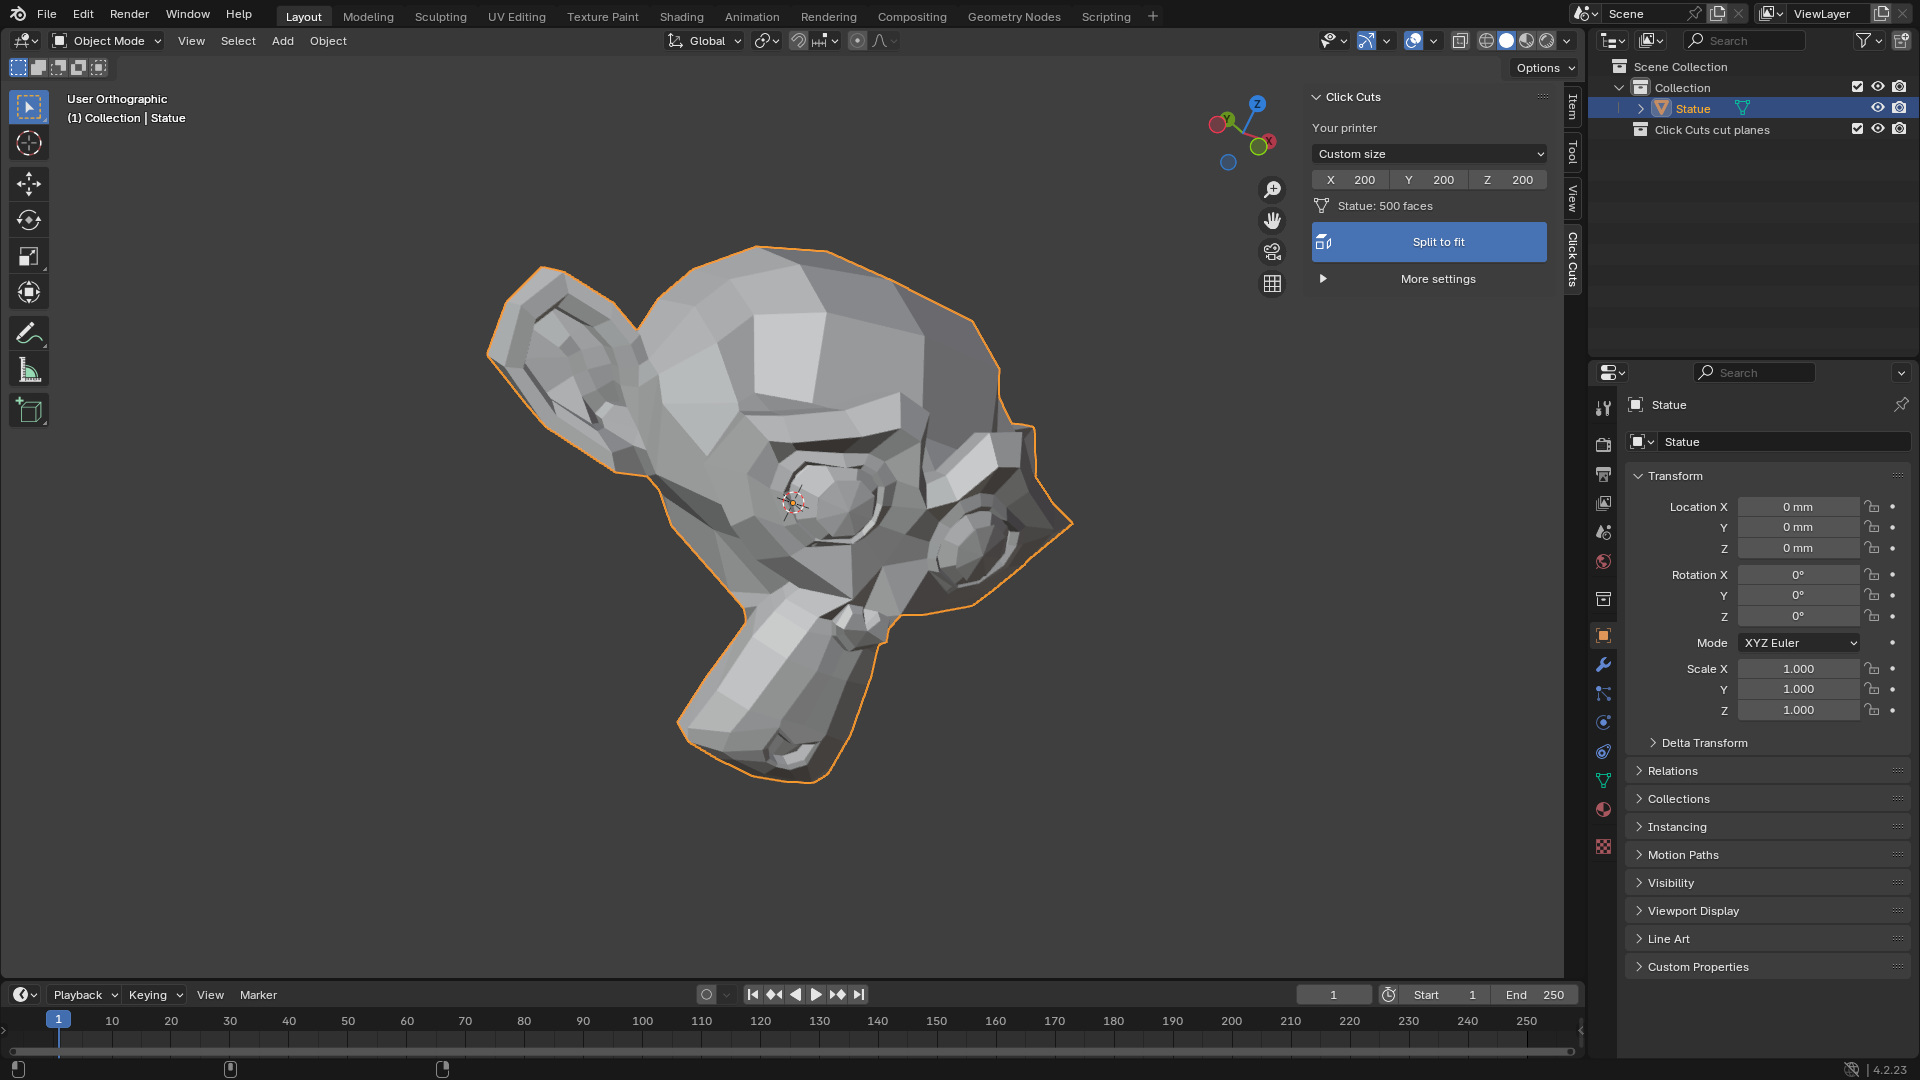 File Edit Render Window Help Layout Modeling Sculpting UV Editing Texture Paint Shading Animation Rendering Compositing Geometry Nodes Scripting Scene ViewLayer
Object Mode View Select Add Object Global Search
Options
User Orthographic
(1) Collection | Statue
Z
Y
X
Click Cuts
Your printer
Custom size
X 200 Y 200 Z 200
Statue: 500 faces
Split to fit
More settings
Item
Tool
View
Click Cuts
Scene Collection
Collection
Statue
Click Cuts cut planes
Search
Statue
Statue
Transform
Location X 0 mm
Y 0 mm
Z 0 mm
Rotation X 0°
Y 0°
Z 0°
Mode XYZ Euler
Scale X 1.000
Y 1.000
Z 1.000
Delta Transform
Relations
Collections
Instancing
Motion Paths
Visibility
Viewport Display
Line Art
Custom Properties
Playback Keying View Marker 1 Start 1 End 250
1 10 20 30 40 50 60 70 80 90 100 110 120 130 140 150 160 170 180 190 200 210 220 230 240 250
4.2.23